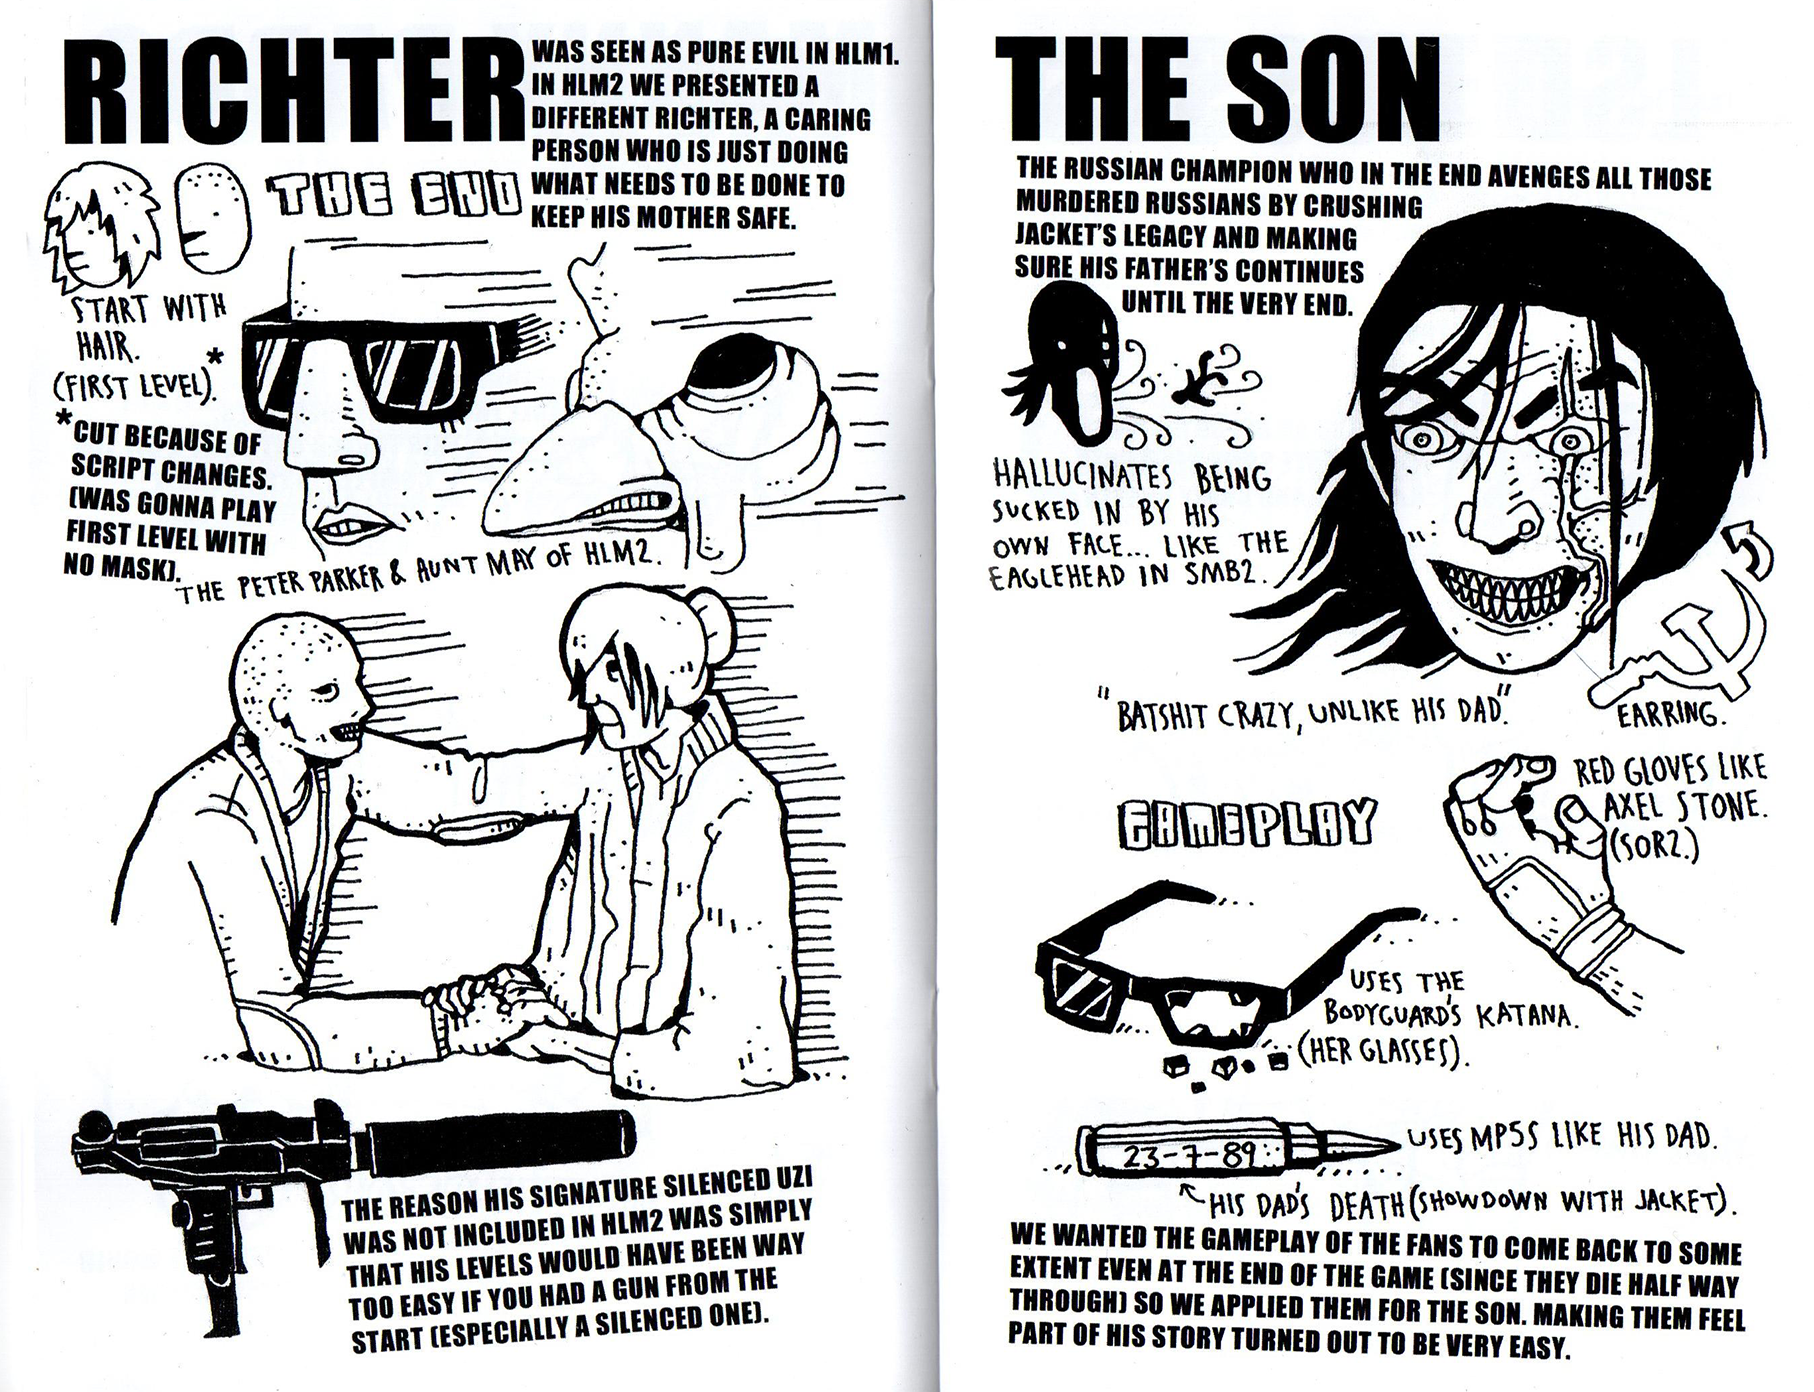 RICHTER
WAS SEEN AS PURE EVIL IN HLM1.
IN HLM2 WE PRESENTED A
DIFFERENT RICHTER, A CARING
PERSON WHO IS JUST DOING
WHAT NEEDS TO BE DONE TO
KEEP HIS MOTHER SAFE.
THE END
START WITH
HAIR.
(FIRST LEVEL).*
*CUT BECAUSE OF
SCRIPT CHANGES.
(WAS GONNA PLAY
FIRST LEVEL WITH
NO MASK).
THE PETER PARKER & AUNT MAY OF HLM2.
THE REASON HIS SIGNATURE SILENCED UZI
WAS NOT INCLUDED IN HLM2 WAS SIMPLY
THAT HIS LEVELS WOULD HAVE BEEN WAY
TOO EASY IF YOU HAD A GUN FROM THE
START (ESPECIALLY A SILENCED ONE).
THE SON
THE RUSSIAN CHAMPION WHO IN THE END AVENGES ALL THOSE
MURDERED RUSSIANS BY CRUSHING
JACKET'S LEGACY AND MAKING
SURE HIS FATHER'S CONTINUES
UNTIL THE VERY END.
HALLUCINATES BEING
SUCKED IN BY HIS
OWN FACE... LIKE THE
EAGLEHEAD IN SMB2.
"BATSHIT CRAZY, UNLIKE HIS DAD."
EARRING.
GAMEPLAY
RED GLOVES LIKE
AXEL STONE.
(SOR2.)
USES THE
BODYGUARD'S KATANA.
(HER GLASSES).
23-7-89
USES MP5S LIKE HIS DAD.
HIS DAD'S DEATH (SHOWDOWN WITH JACKET).
WE WANTED THE GAMEPLAY OF THE FANS TO COME BACK TO SOME
EXTENT EVEN AT THE END OF THE GAME (SINCE THEY DIE HALF WAY
THROUGH) SO WE APPLIED THEM FOR THE SON. MAKING THEM FEEL
PART OF HIS STORY TURNED OUT TO BE VERY EASY.